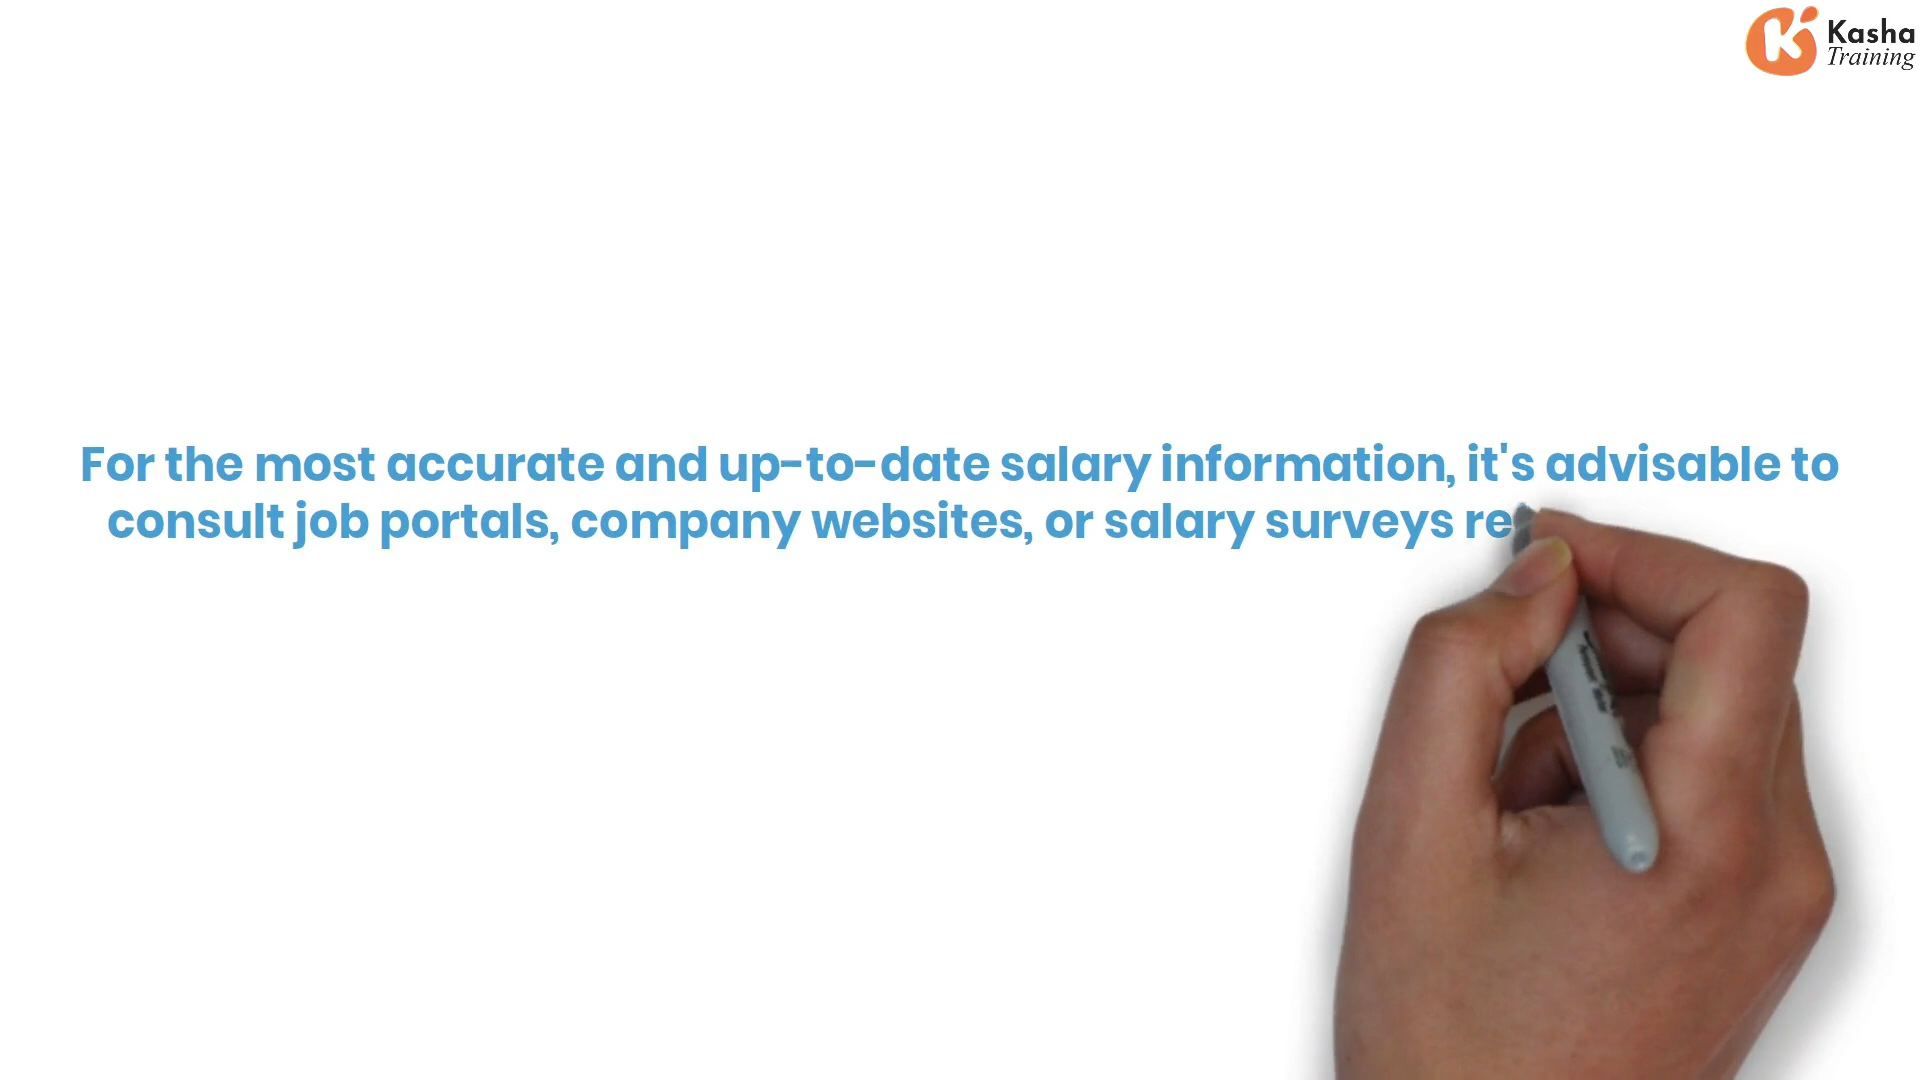 Kasha
Training
For the most accurate and up-to-date salary information, it's advisable to
consult job portals, company websites, or salary surveys re